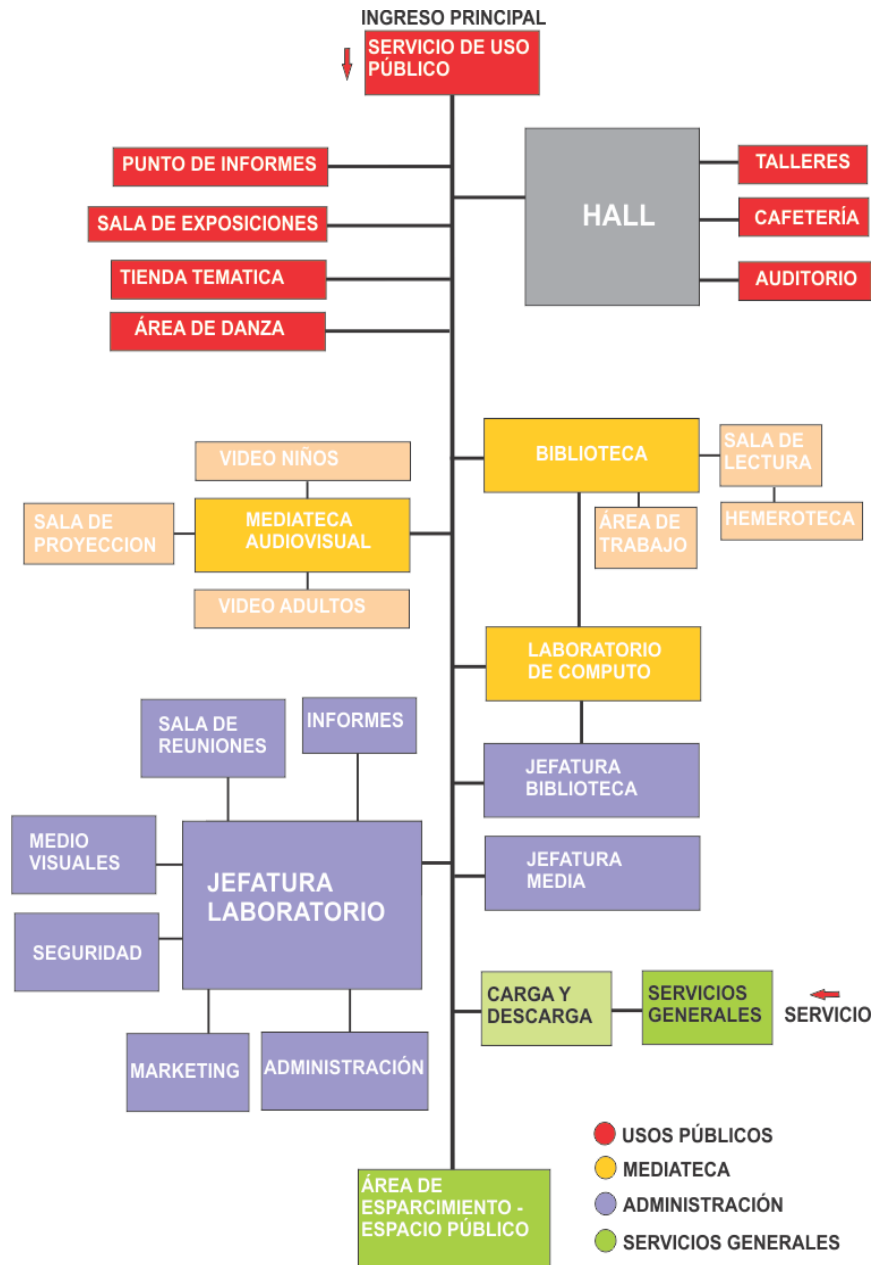 INGRESO PRINCIPAL
SERVICIO DE USO
PÚBLICO
PUNTO DE INFORMES
SALA DE EXPOSICIONES
TIENDA TEMATICA
ÁREA DE DANZA
HALL
TALLERES
CAFETERÍA
AUDITORIO
VIDEO NIÑOS
SALA DE
PROYECCION
MEDIATECA
AUDIOVISUAL
VIDEO ADULTOS
BIBLIOTECA
SALA DE
LECTURA
ÁREA DE
TRABAJO
HEMEROTECA
LABORATORIO
DE COMPUTO
SALA DE
REUNIONES
INFORMES
JEFATURA
BIBLIOTECA
MEDIO
VISUALES
JEFATURA
LABORATORIO
JEFATURA
MEDIA
SEGURIDAD
MARKETING
ADMINISTRACIÓN
CARGA Y
DESCARGA
SERVICIOS
GENERALES
SERVICIO
ÁREA DE
ESPARCIMIENTO -
ESPACIO PÚBLICO
USOS PÚBLICOS
MEDIATECA
ADMINISTRACIÓN
SERVICIOS GENERALES